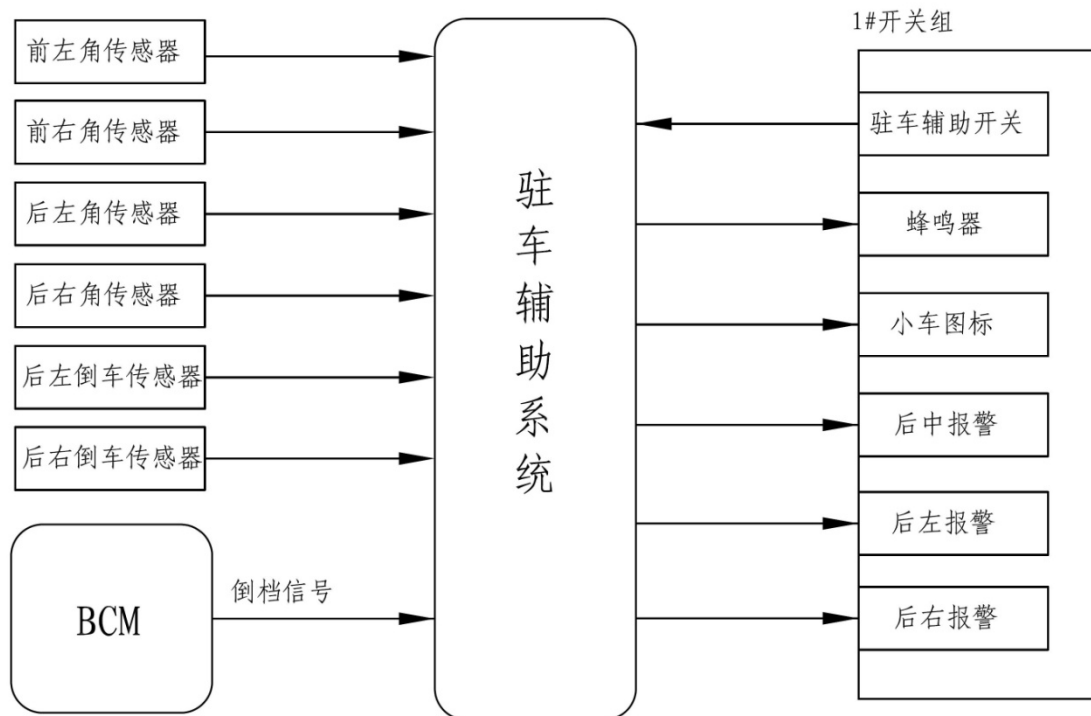 前左角传感器
前右角传感器
后左角传感器
后右角传感器
后左倒车传感器
后右倒车传感器
BCM
倒档信号
驻车辅助系统
1#开关组
驻车辅助开关
蜂鸣器
小车图标
后中报警
后左报警
后右报警